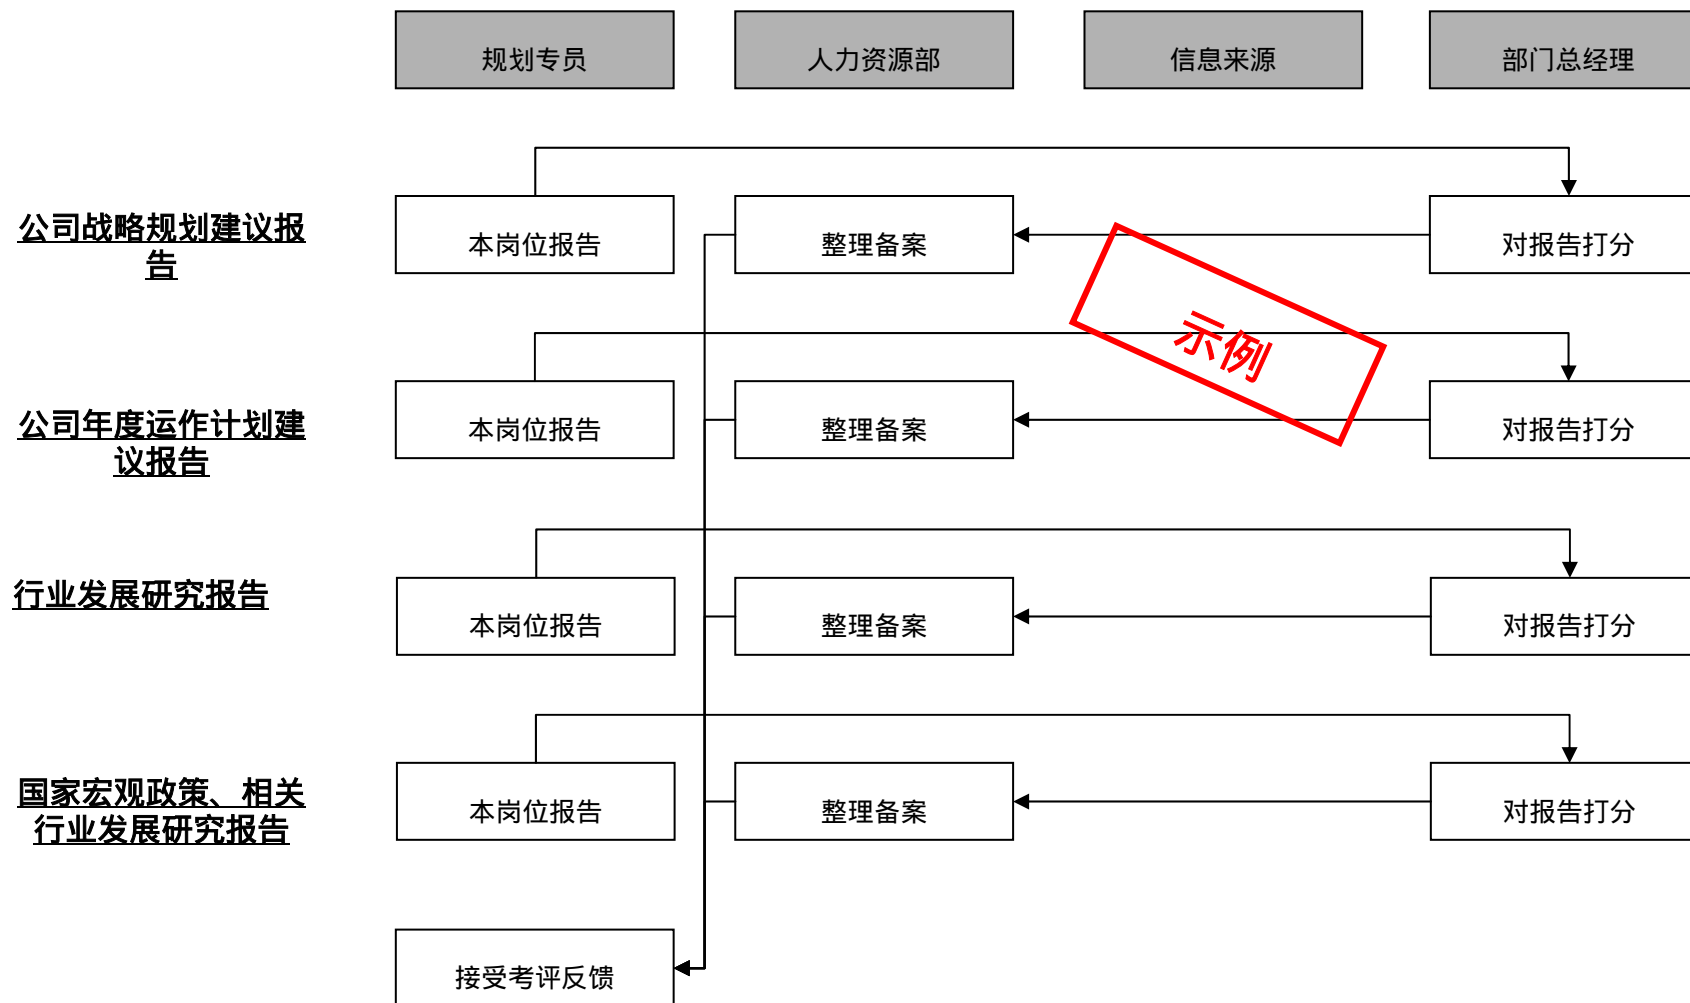 规划专员
人力资源部
信息来源
部门总经理
公司战略规划建议报
告
本岗位报告
整理备案
对报告打分
示例
公司年度运作计划建
议报告
本岗位报告
整理备案
对报告打分
行业发展研究报告
本岗位报告
整理备案
对报告打分
国家宏观政策、相关
行业发展研究报告
本岗位报告
整理备案
对报告打分
接受考评反馈